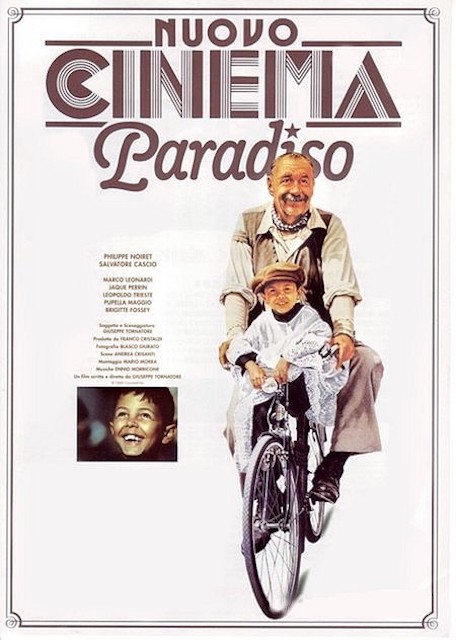 NUOVO
CINEMA
Paradiso
PHILIPPE NOIRET
SALVATORE CASCIO
MARCO LEONARDI
JAQUE PERRIN
LEOPOLDO TRIESTE
PUPELLA MAGGIO
BRIGITTE FOSSEY
Soggetto e Sceneggiatura
GIUSEPPE TORNATORE
Prodotto da FRANCO CRISTALDI
Fotografia BLASCO GIURATO
Scene ANDREA CRISANTI
Montaggio MARIO MORRA
Musiche ENNIO MORRICONE
Un film scritto e diretto da GIUSEPPE TORNATORE